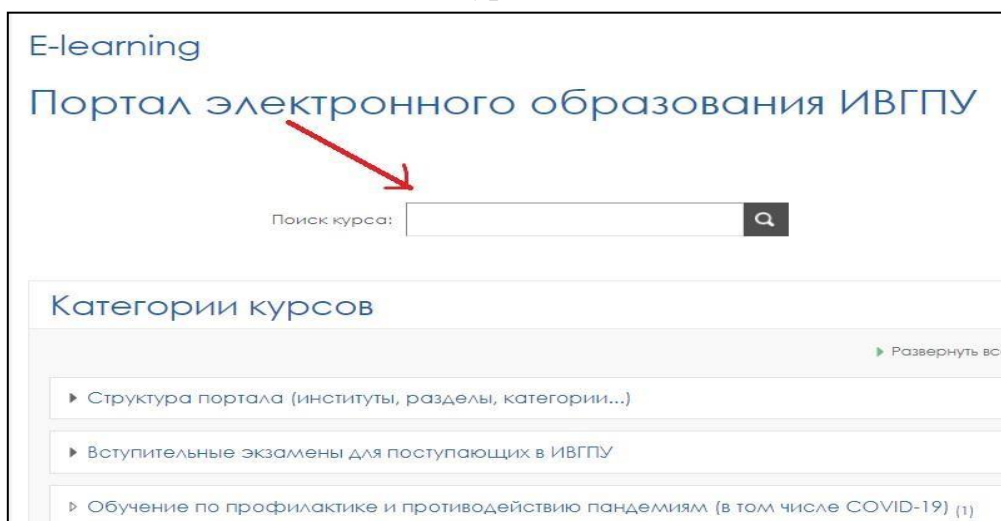 E-learning
Портал электронного образования ИВГПУ
Поиск курса:
Категории курсов
Развернуть вс
Структура портала (институты, разделы, категории...)
Вступительные экзамены для поступающих в ИВГПУ
Обучение по профилактике и противодействию пандемиям (в том числе COVID-19) (1)